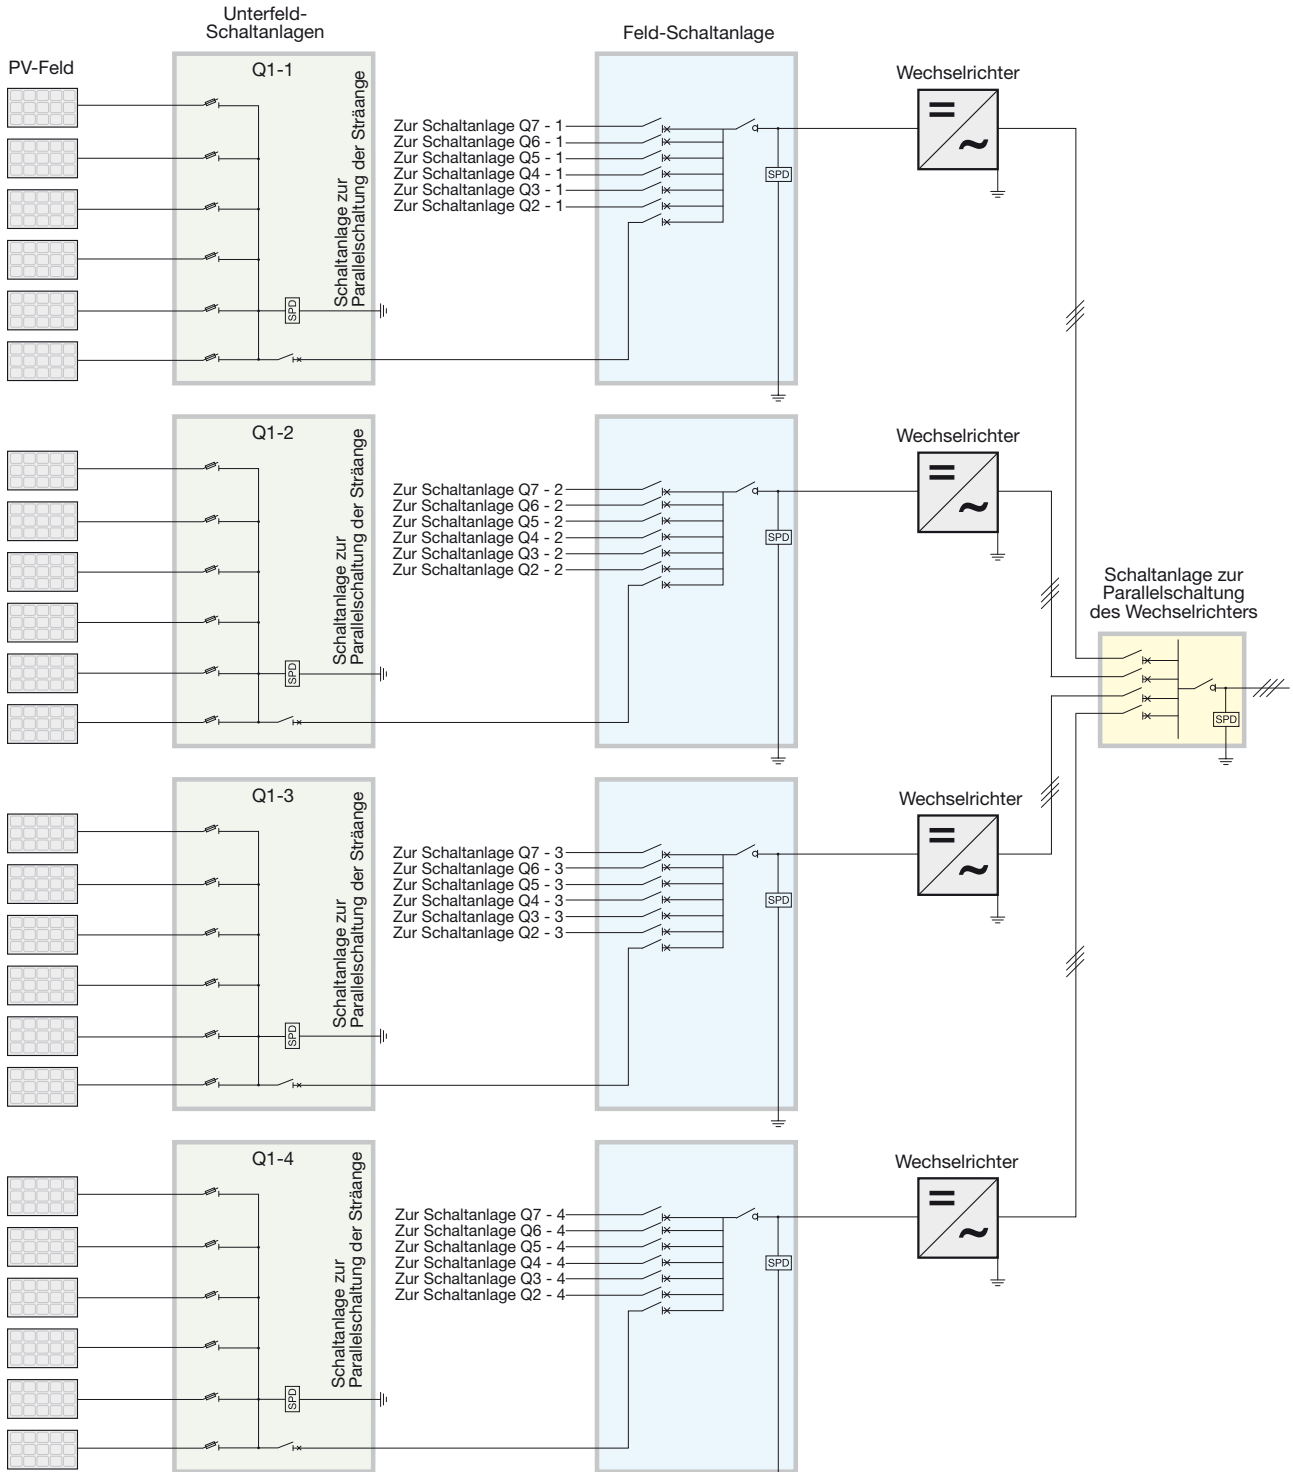 Unterfeld-
Schaltanlagen
Feld-Schaltanlage
PV-Feld
Q1-1
Wechselrichter
Schaltanlage zur
Parallelschaltung der Sträange
Zur Schaltanlage Q7 - 1
Zur Schaltanlage Q6 - 1
Zur Schaltanlage Q5 - 1
Zur Schaltanlage Q4 - 1
Zur Schaltanlage Q3 - 1
Zur Schaltanlage Q2 - 1
SPD
SPD
Q1-2
Wechselrichter
Schaltanlage zur
Parallelschaltung der Sträange
Zur Schaltanlage Q7 - 2
Zur Schaltanlage Q6 - 2
Zur Schaltanlage Q5 - 2
Zur Schaltanlage Q4 - 2
Zur Schaltanlage Q3 - 2
Zur Schaltanlage Q2 - 2
SPD
SPD
Schaltanlage zur
Parallelschaltung
des Wechselrichters
SPD
Q1-3
Wechselrichter
Schaltanlage zur
Parallelschaltung der Sträange
Zur Schaltanlage Q7 - 3
Zur Schaltanlage Q6 - 3
Zur Schaltanlage Q5 - 3
Zur Schaltanlage Q4 - 3
Zur Schaltanlage Q3 - 3
Zur Schaltanlage Q2 - 3
SPD
SPD
Q1-4
Wechselrichter
Schaltanlage zur
Parallelschaltung der Sträange
Zur Schaltanlage Q7 - 4
Zur Schaltanlage Q6 - 4
Zur Schaltanlage Q5 - 4
Zur Schaltanlage Q4 - 4
Zur Schaltanlage Q3 - 4
Zur Schaltanlage Q2 - 4
SPD
SPD